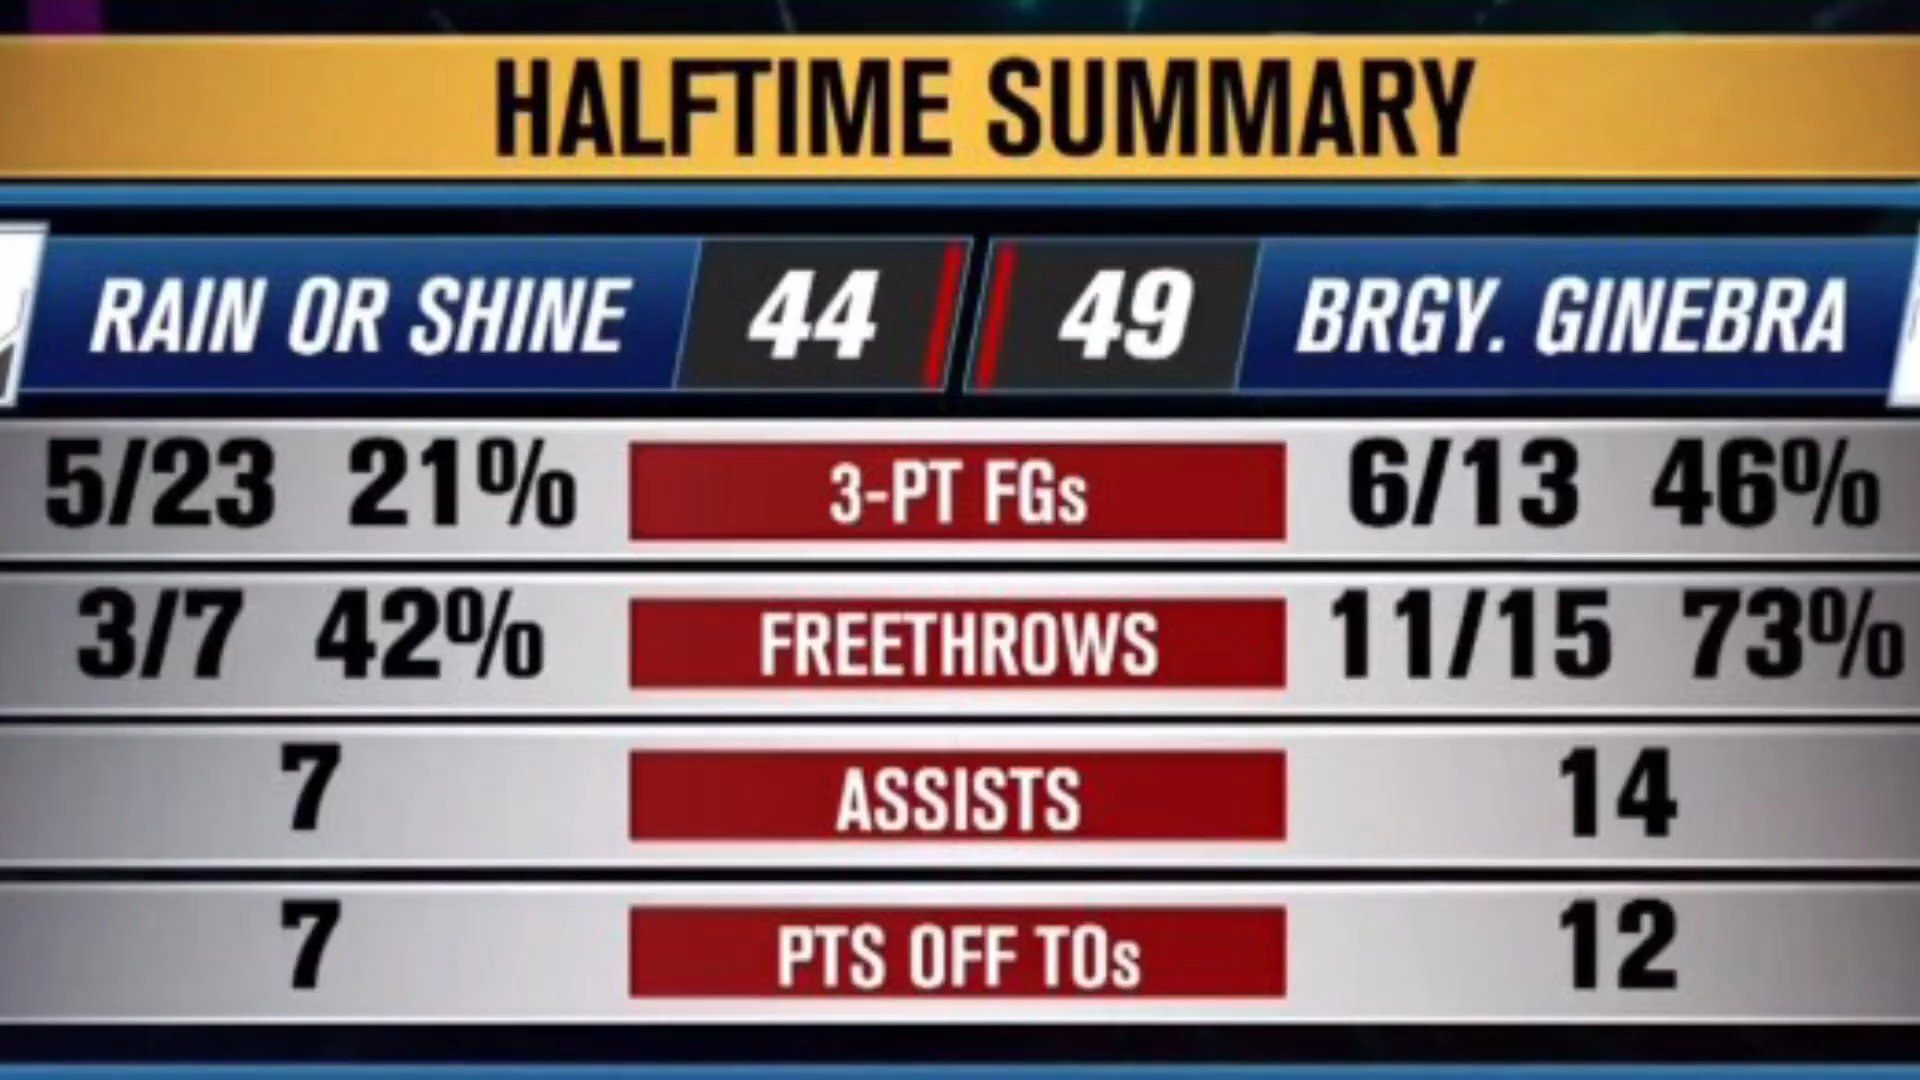 HALFTIME SUMMARY
RAIN OR SHINE 44 49 BRGY. GINEBRA
5/23 21% 3-PT FGs 6/13 46%
3/7 42% FREETHROWS 11/15 73%
7 ASSISTS 14
7 PTS OFF TOs 12